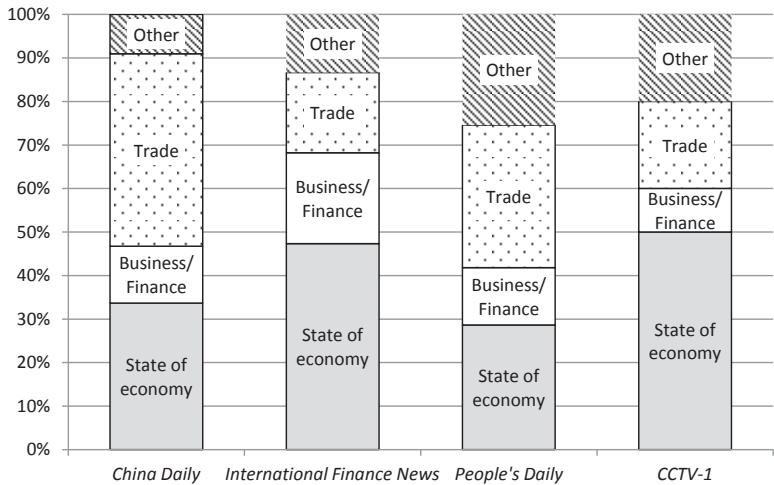 100%
90%
80%
70%
60%
50%
40%
30%
20%
10%
0%
Other
Trade
Business/
Finance
State of
economy
Other
Trade
Business/
Finance
State of
economy
Other
Trade
Business/
Finance
State of
economy
Other
Trade
Business/
Finance
State of
economy
China Daily
International Finance News
People's Daily
CCTV-1